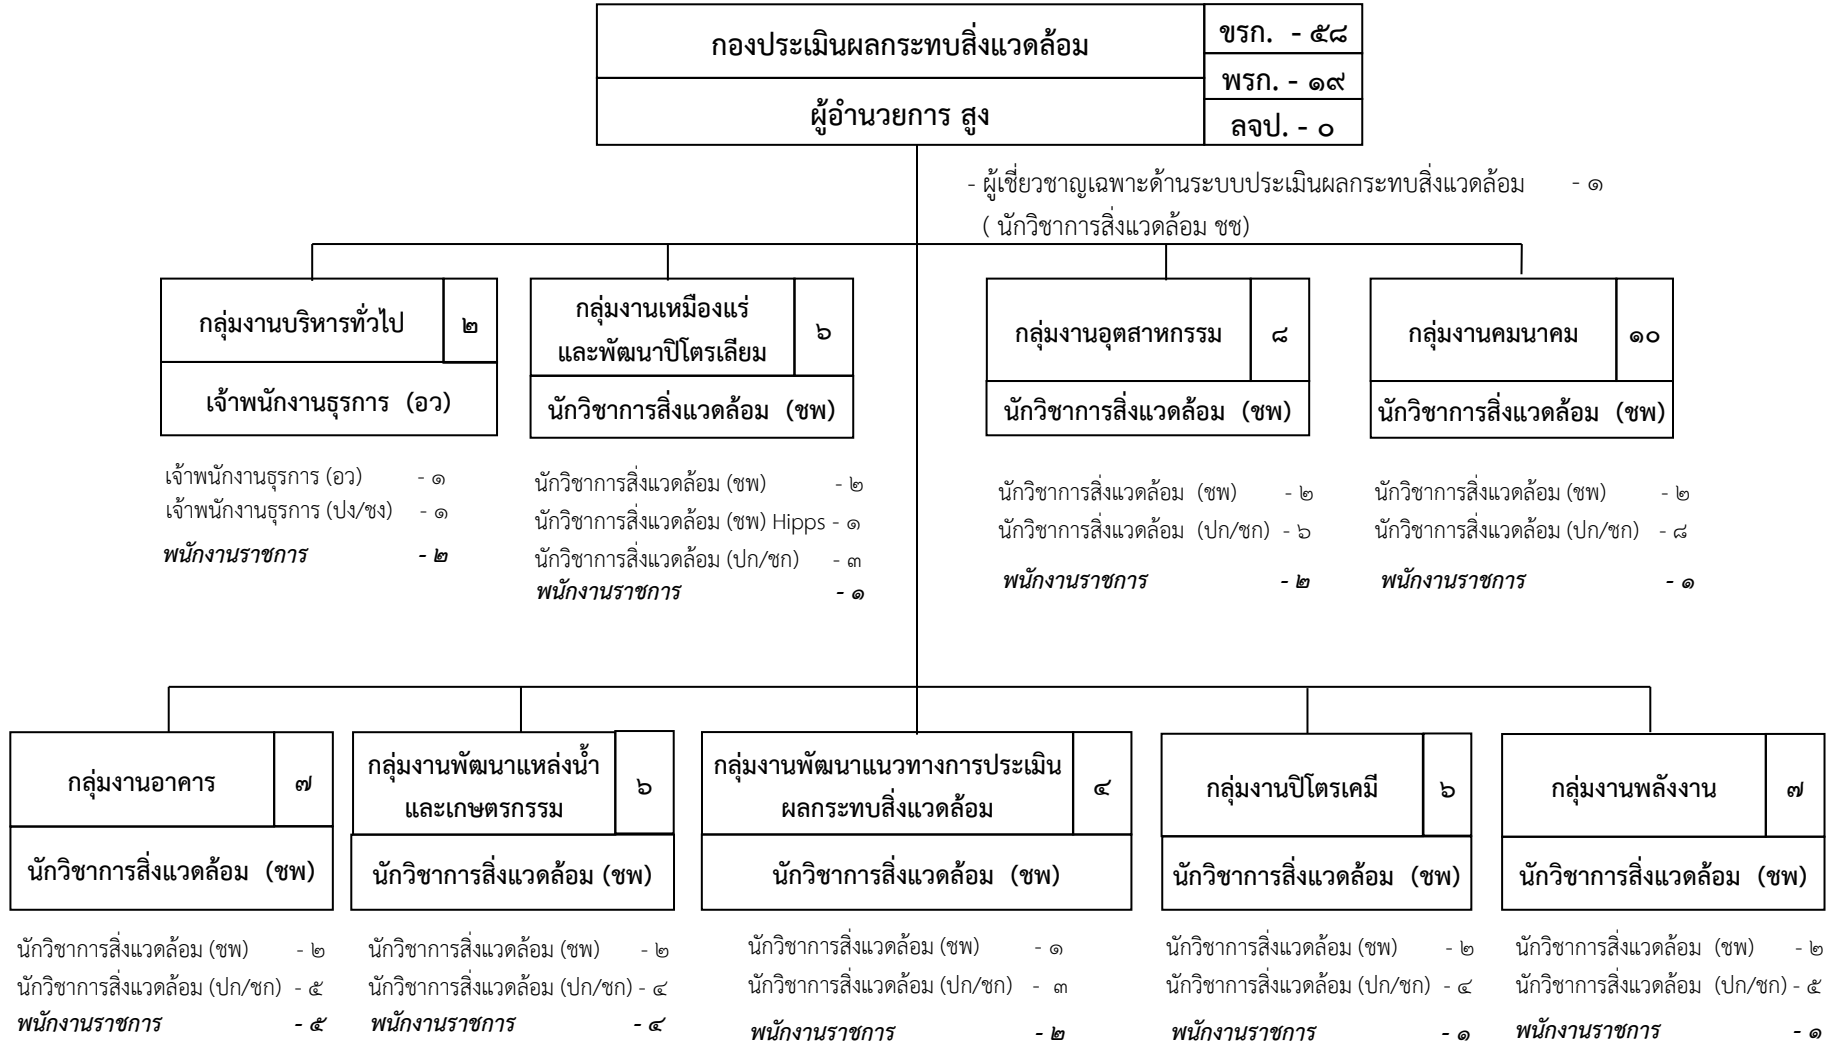 กองประเมินผลกระทบสิ่งแวดล้อม
ผู้อำนวยการ สูง
ขรก. - ๕๘
พรก. - ๑๙
ลจป. - ๐
- ผู้เชี่ยวชาญเฉพาะด้านระบบประเมินผลกระทบสิ่งแวดล้อม - ๑
( นักวิชาการสิ่งแวดล้อม ชช)
กลุ่มงานบริหารทั่วไป ๒
เจ้าพนักงานธุรการ (อว)
เจ้าพนักงานธุรการ (อว) - ๑
เจ้าพนักงานธุรการ (ปง/ชง) - ๑
พนักงานราชการ - ๒
กลุ่มงานเหมืองแร่
และพัฒนาปิโตรเลียม ๖
นักวิชาการสิ่งแวดล้อม (ชพ)
นักวิชาการสิ่งแวดล้อม (ชพ) - ๒
นักวิชาการสิ่งแวดล้อม (ชพ) Hipps - ๑
นักวิชาการสิ่งแวดล้อม (ปก/ชก) - ๓
พนักงานราชการ - ๑
กลุ่มงานอุตสาหกรรม ๘
นักวิชาการสิ่งแวดล้อม (ชพ)
นักวิชาการสิ่งแวดล้อม (ชพ) - ๒
นักวิชาการสิ่งแวดล้อม (ปก/ชก) - ๖
พนักงานราชการ - ๒
กลุ่มงานคมนาคม ๑๐
นักวิชาการสิ่งแวดล้อม (ชพ)
นักวิชาการสิ่งแวดล้อม (ชพ) - ๒
นักวิชาการสิ่งแวดล้อม (ปก/ชก) - ๘
พนักงานราชการ - ๑
กลุ่มงานอาคาร ๗
นักวิชาการสิ่งแวดล้อม (ชพ)
นักวิชาการสิ่งแวดล้อม (ชพ) - ๒
นักวิชาการสิ่งแวดล้อม (ปก/ชก) - ๕
พนักงานราชการ - ๕
กลุ่มงานพัฒนาแหล่งน้ำ
และเกษตรกรรม ๖
นักวิชาการสิ่งแวดล้อม (ชพ)
นักวิชาการสิ่งแวดล้อม (ชพ) - ๒
นักวิชาการสิ่งแวดล้อม (ปก/ชก) - ๔
พนักงานราชการ - ๔
กลุ่มงานพัฒนาแนวทางการประเมิน
ผลกระทบสิ่งแวดล้อม ๔
นักวิชาการสิ่งแวดล้อม (ชพ)
นักวิชาการสิ่งแวดล้อม (ชพ) - ๑
นักวิชาการสิ่งแวดล้อม (ปก/ชก) - ๓
พนักงานราชการ - ๒
กลุ่มงานปิโตรเคมี ๖
นักวิชาการสิ่งแวดล้อม (ชพ)
นักวิชาการสิ่งแวดล้อม (ชพ) - ๒
นักวิชาการสิ่งแวดล้อม (ปก/ชก) - ๔
พนักงานราชการ - ๑
กลุ่มงานพลังงาน ๗
นักวิชาการสิ่งแวดล้อม (ชพ)
นักวิชาการสิ่งแวดล้อม (ชพ) - ๒
นักวิชาการสิ่งแวดล้อม (ปก/ชก) - ๕
พนักงานราชการ - ๑